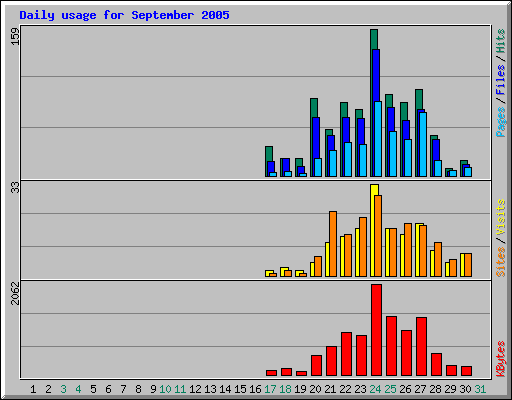 Daily usage for September 2005
159
Pages / Files / Hits
33
Sites / Visits
2062
KBytes
1 2 3 4 5 6 7 8 9 10 11 12 13 14 15 16 17 18 19 20 21 22 23 24 25 26 27 28 29 30 31